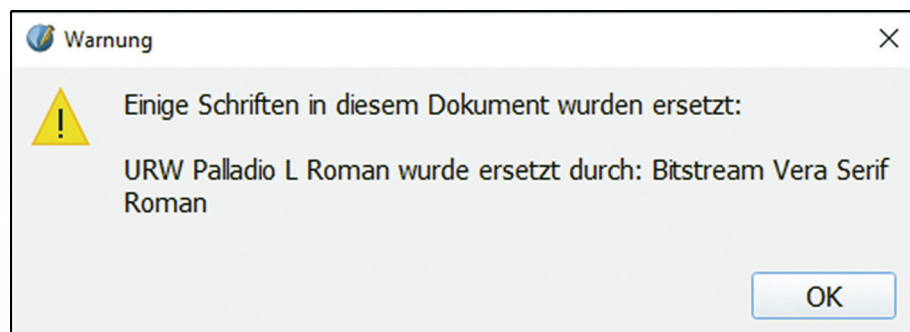 Warnung
Einige Schriften in diesem Dokument wurden ersetzt:
URW Palladio L Roman wurde ersetzt durch: Bitstream Vera Serif
Roman
OK